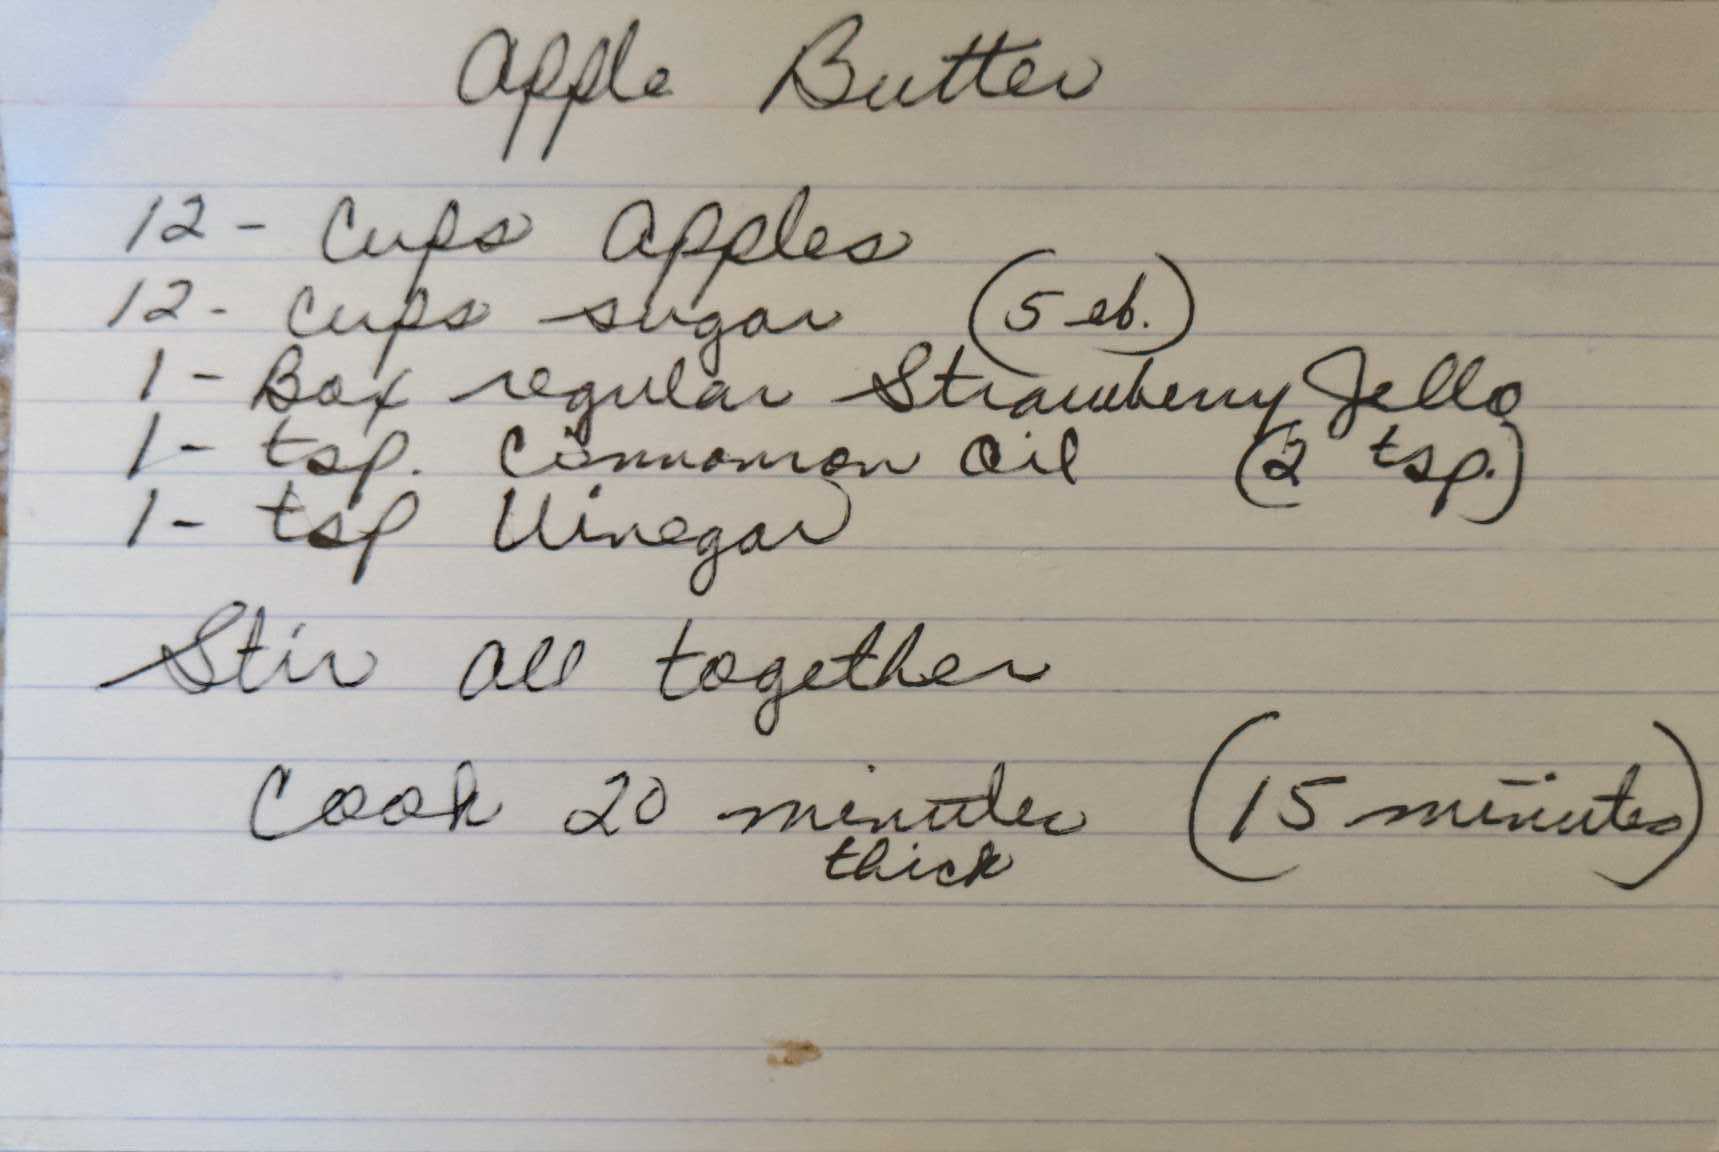 Apple Butter
12 - Cups Apples
12 - Cups sugar (5 lb.)
1 - Box regular Strawberry Jello
1 - tsp. Cinnamon Oil (2 tsp.)
1 - tsp Vinegar
Stir all together
Cook 20 minutes (15 minutes)
thick